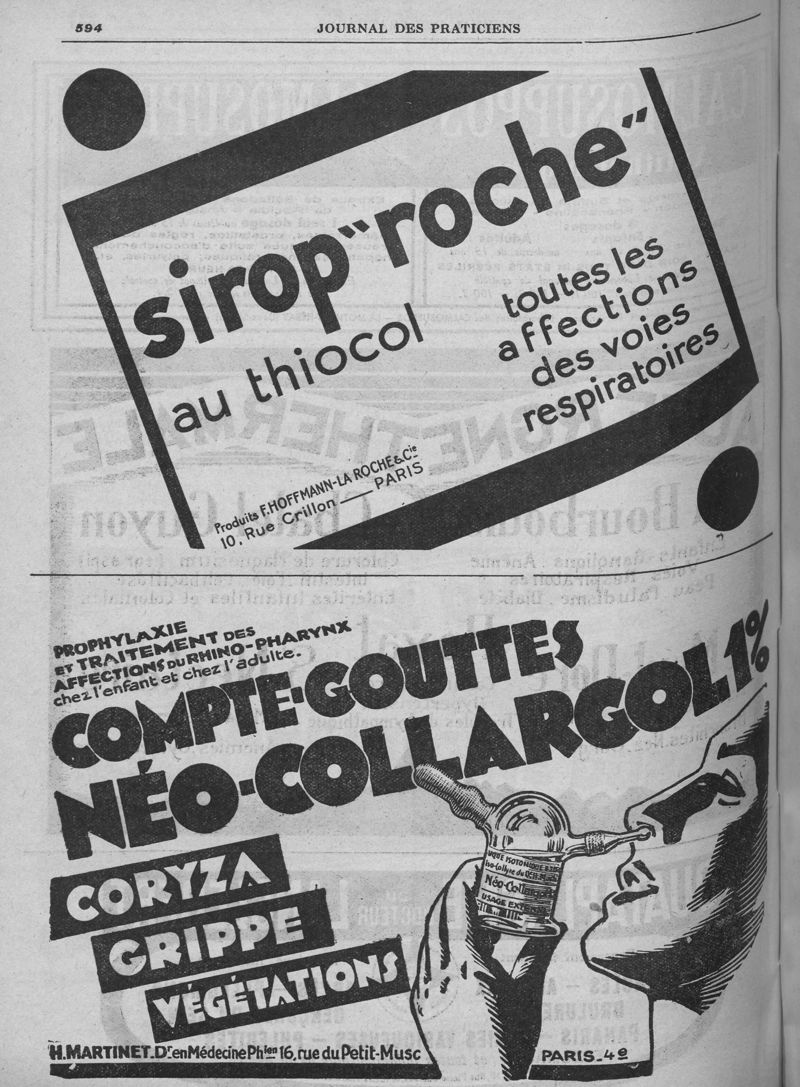 594
JOURNAL DES PRATICIENS
sirop "roche"
au thiocol
toutes les
affections
des voies
respiratoires
Produits F. HOFFMANN-LA ROCHE & Cie
10, Rue Crillon — PARIS
PROPHYLAXIE
ET TRAITEMENT DES
AFFECTIONS DU RHINO-PHARYNX
chez l'enfant et chez l'adulte.
COMPTE-GOUTTES
NÉO-COLLARGOL 1%
CORYZA
GRIPPE
VÉGÉTATIONS
Néo-Collargol
USAGE EXTERNE
H. MARTINET. Dr en Médecine Phien 16, rue du Petit-Musc
PARIS-4e